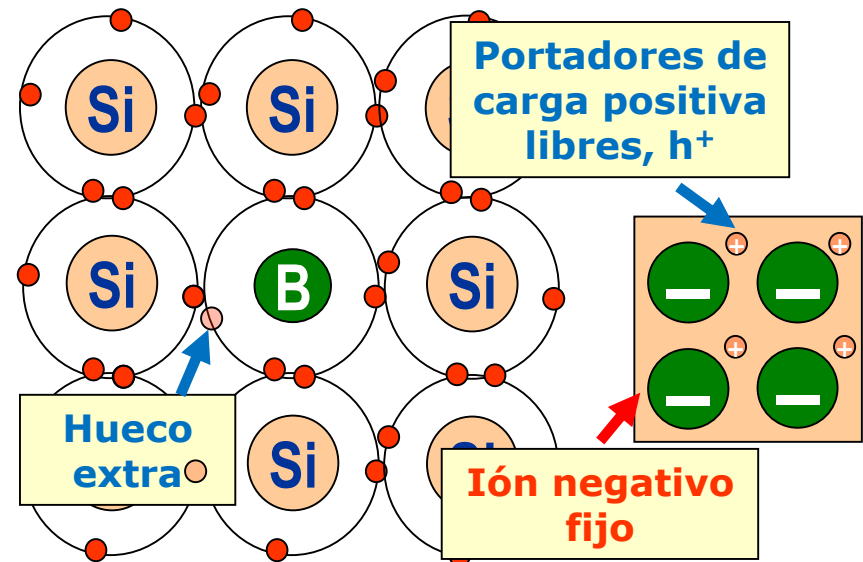 Si
Si
Portadores de
carga positiva
libres, h⁺
Si
B
Si
+
+
+
+
Hueco
extra
Si
Ión negativo
fijo